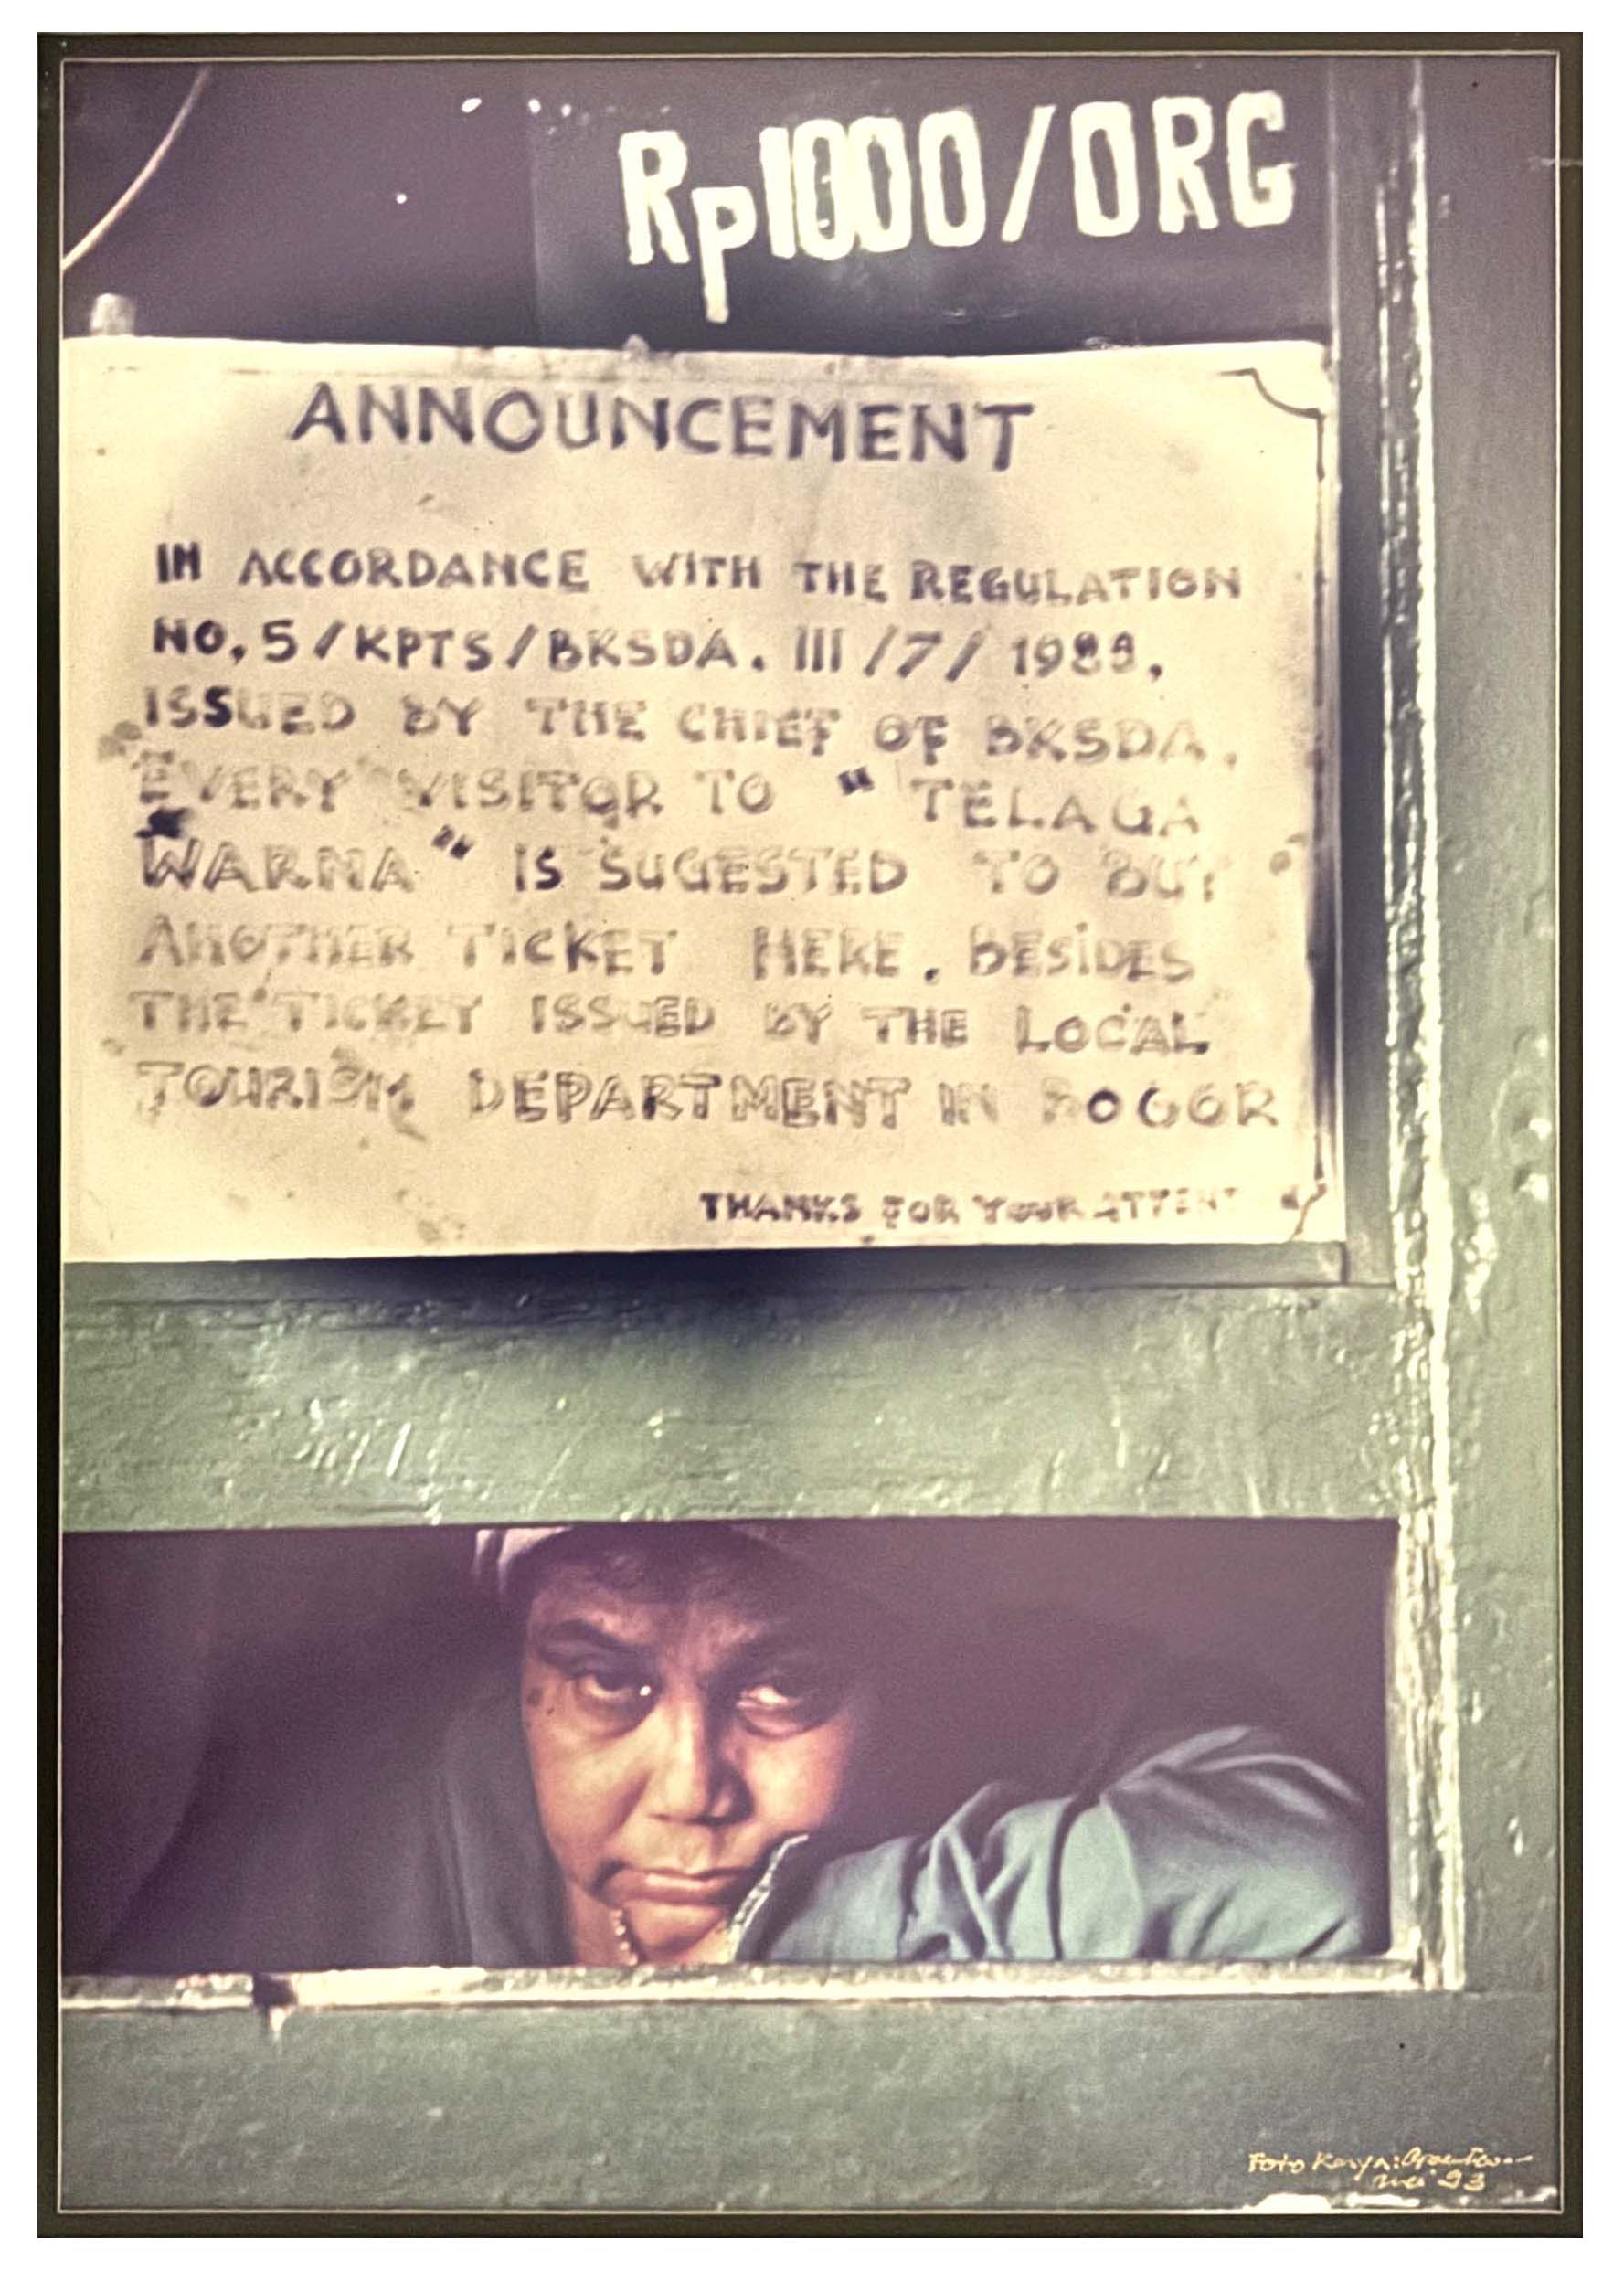 Rp1000/ORG
ANNOUNCEMENT
IN ACCORDANCE WITH THE REGULATION
NO. 5/KPTS/BKSDA. III/7/1988.
ISSUED BY THE CHIEF OF BKSDA.
EVERY VISITOR TO " TELAGA
WARNA " IS SUGESTED TO BUY
ANOTHER TICKET HERE. BESIDES
THE TICKET ISSUED BY THE LOCAL
TOURISM DEPARTMENT IN BOGOR
THANKS FOR YOUR ATTENT
Foto Karya:
Mei '93